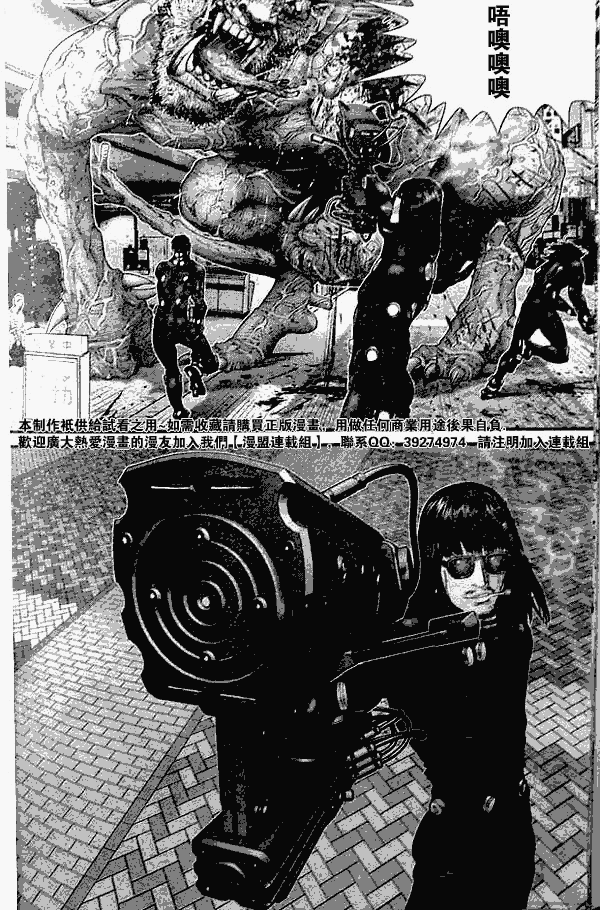 唔噢噢噢
本制作衹供給試看之用~如需收藏請購買正版漫畫，用做任何商業用途後果自負.
歡迎廣大熱愛漫畫的漫友加入我們【漫盟連載組】. 聯系QQ: 39274974 請注明加入連載組